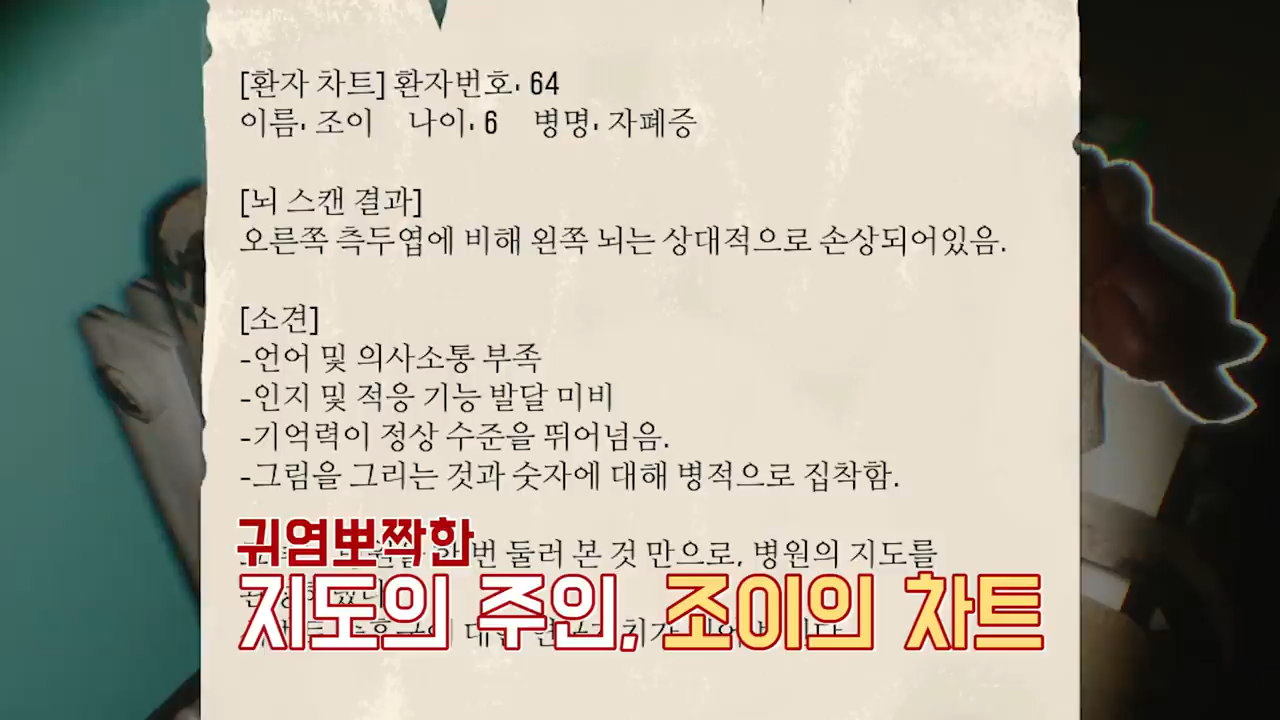 [환자 차트] 환자번호: 64
이름: 조이 나이: 6 병명: 자폐증
[뇌 스캔 결과]
오른쪽 측두엽에 비해 왼쪽 뇌는 상대적으로 손상되어있음.
[소견]
-언어 및 의사소통 부족
-인지 및 적응 기능 발달 미비
-기억력이 정상 수준을 뛰어넘음.
-그림을 그리는 것과 숫자에 대해 병적으로 집착함.
번 둘러 본 것 만으로, 병원의 지도를
귀염뽀짝한
지도의 주인, 조이의 차트